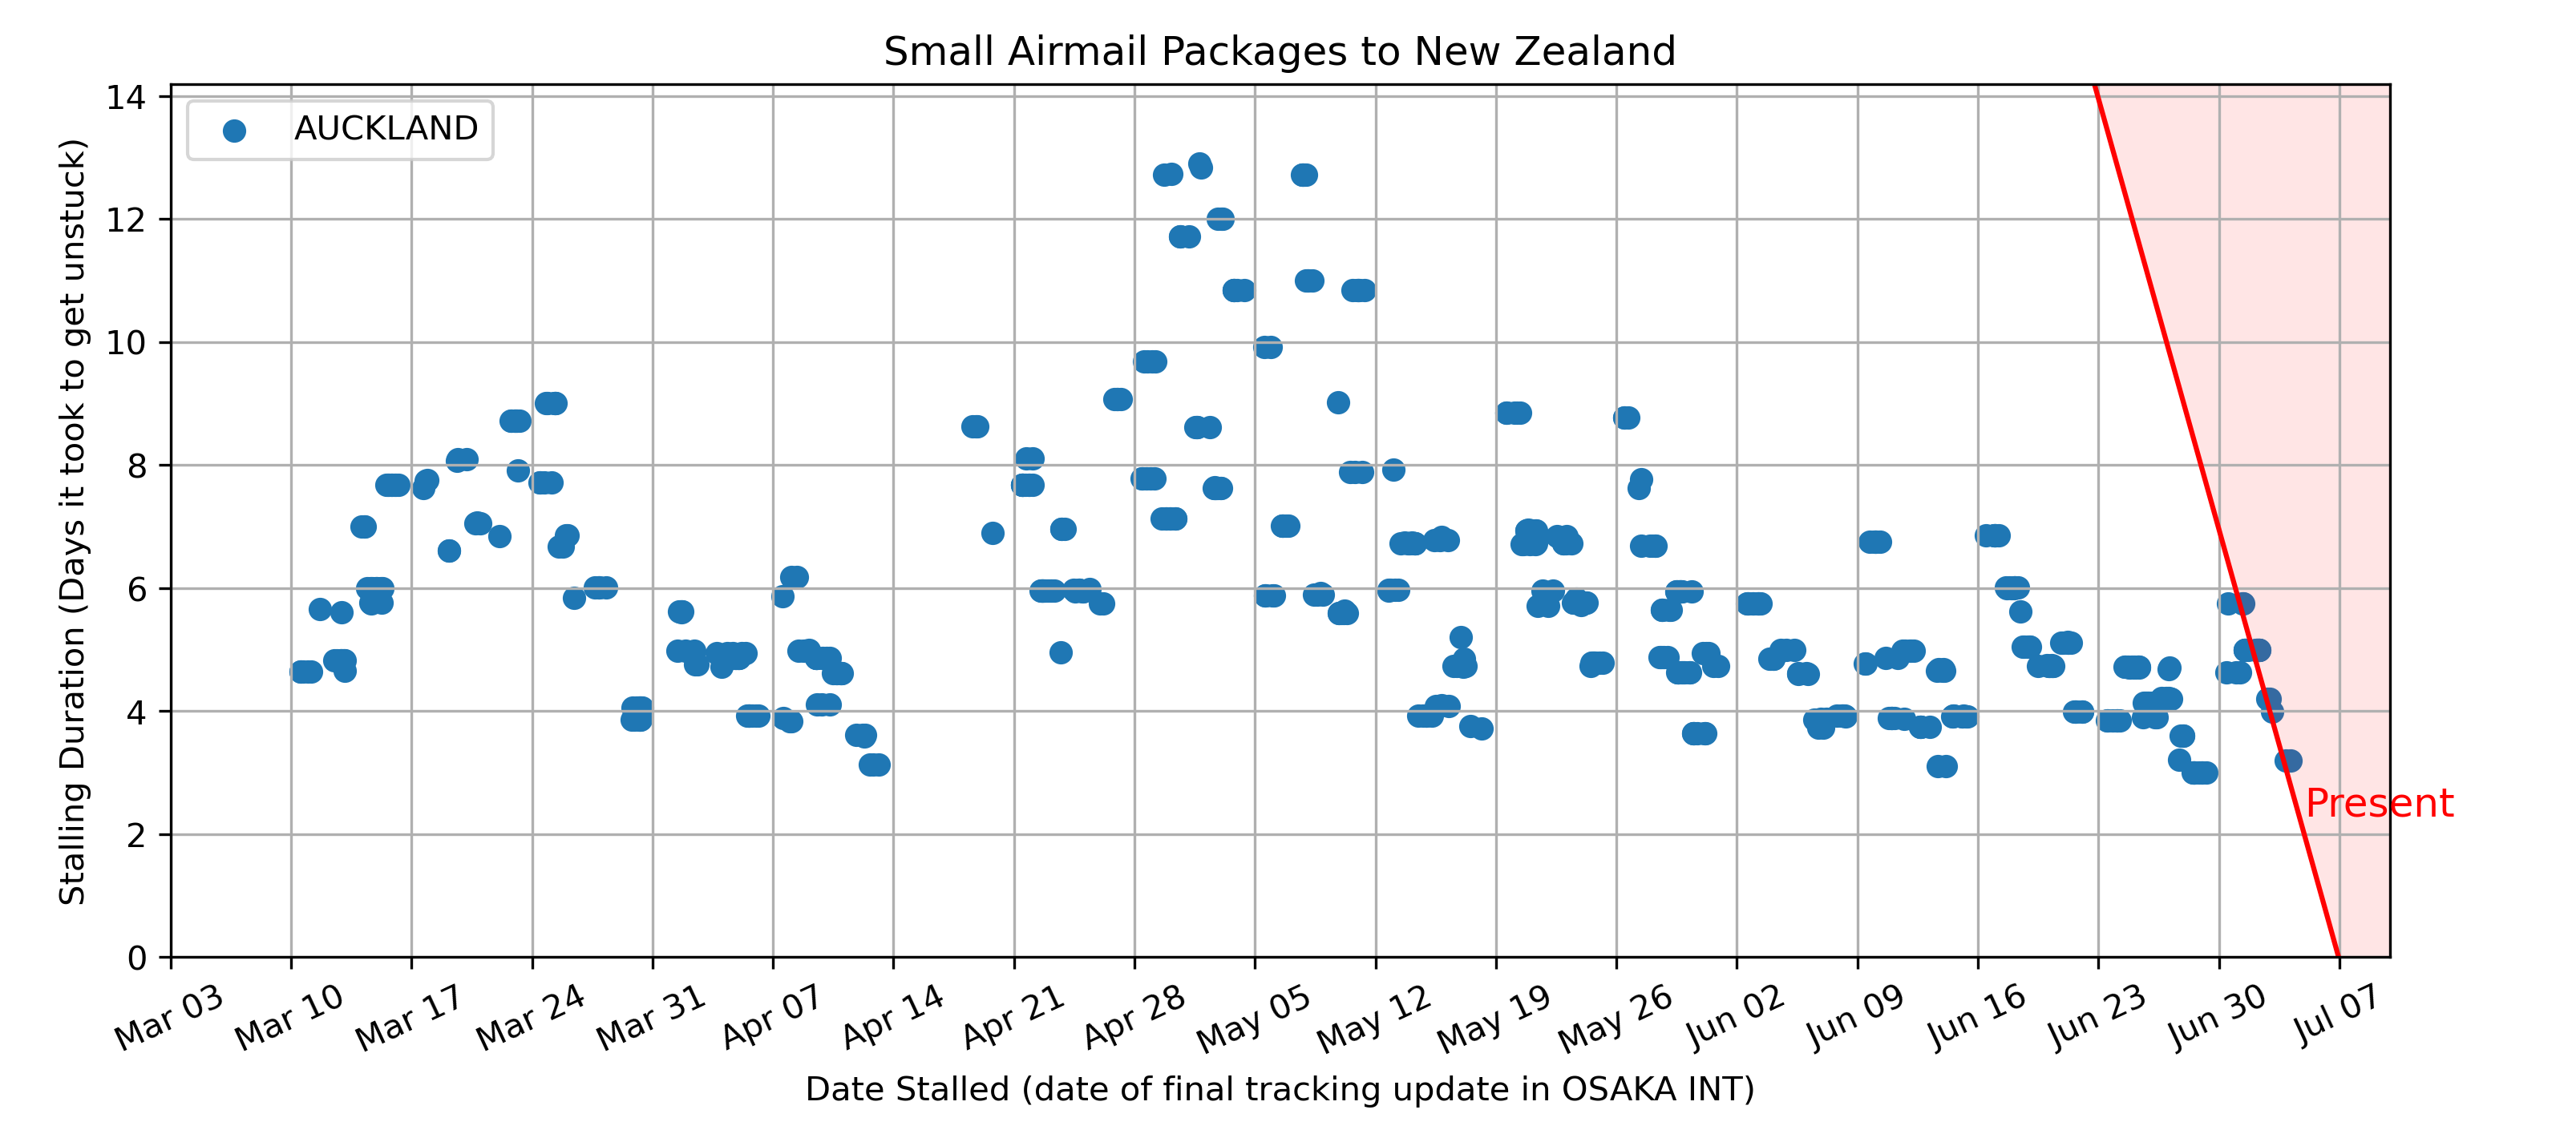 Small Airmail Packages to New Zealand
AUCKLAND
14
12
10
8
6
4
2
0
Stalling Duration (Days it took to get unstuck)
Present
Mar 03
Mar 10
Mar 17
Mar 24
Mar 31
Apr 07
Apr 14
Apr 21
Apr 28
May 05
May 12
May 19
May 26
Jun 02
Jun 09
Jun 16
Jun 23
Jun 30
Jul 07
Date Stalled (date of final tracking update in OSAKA INT)